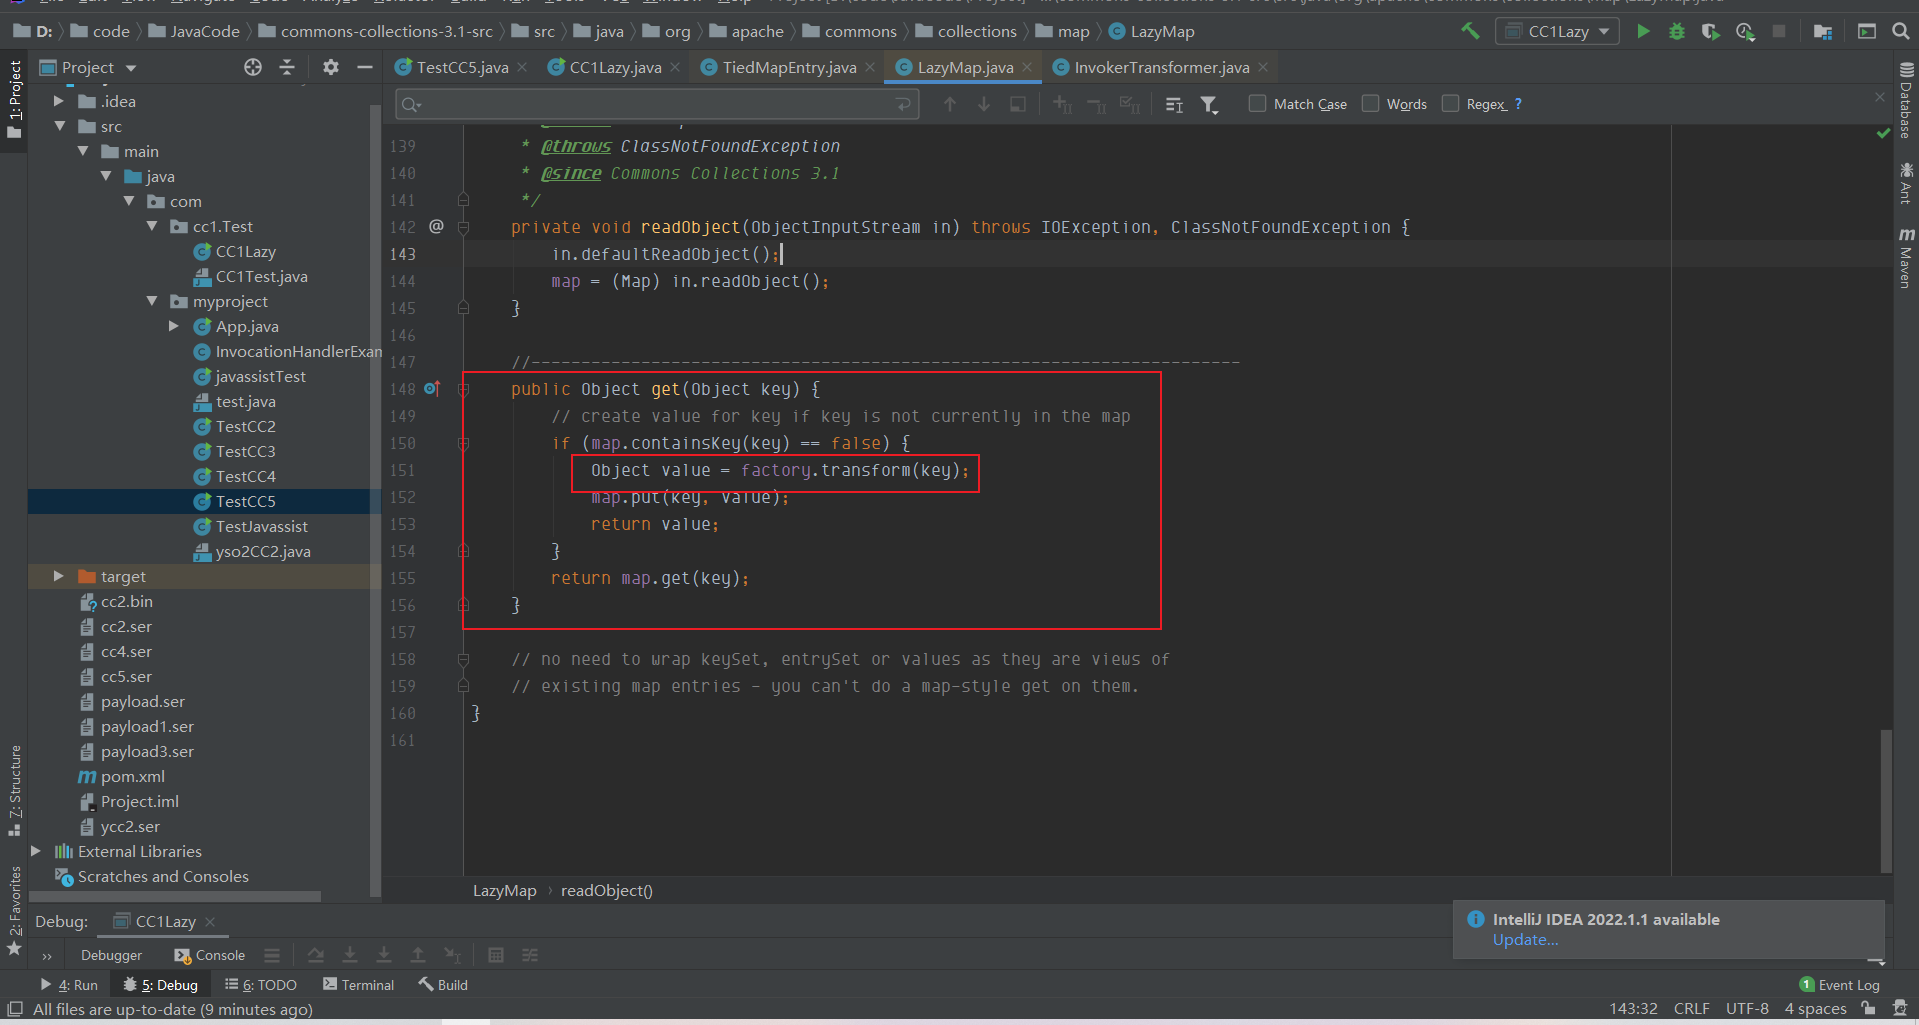 D: code JavaCode commons-collections-3.1-src src java org apache commons collections map LazyMap CC1Lazy
1: Project
Project
TestCC5.java CC1Lazy.java TiedMapEntry.java LazyMap.java InvokerTransformer.java
Match Case Words Regex ?
.idea
src
main
java
com
cc1.Test
CC1Lazy
CC1Test.java
myproject
App.java
InvocationHandlerExan
javassistTest
test.java
TestCC2
TestCC3
TestCC4
TestCC5
TestJavassist
yso2CC2.java
target
cc2.bin
cc2.ser
cc4.ser
cc5.ser
payload.ser
payload1.ser
payload3.ser
pom.xml
Project.iml
ycc2.ser
External Libraries
Scratches and Consoles
7: Structure
2: Favorites
139 * @throws ClassNotFoundException
140 * @since Commons Collections 3.1
141 */
142 @ private void readObject(ObjectInputStream in) throws IOException, ClassNotFoundException {
143 in.defaultReadObject();
144 map = (Map) in.readObject();
145 }
146
147 //-----------------------------------------------------------------------
148 public Object get(Object key) {
149 // create value for key if key is not currently in the map
150 if (map.containsKey(key) == false) {
151 Object value = factory.transform(key);
152 map.put(key, value);
153 return value;
154 }
155 return map.get(key);
156 }
157
158 // no need to wrap keySet, entrySet or values as they are views of
159 // existing map entries - you can't do a map-style get on them.
160 }
161
Database
Ant
Maven
LazyMap readObject()
Debug: CC1Lazy
Debugger Console
IntelliJ IDEA 2022.1.1 available
Update...
4: Run 5: Debug 6: TODO Terminal Build 1 Event Log
All files are up-to-date (9 minutes ago) 143:32 CRLF UTF-8 4 spaces